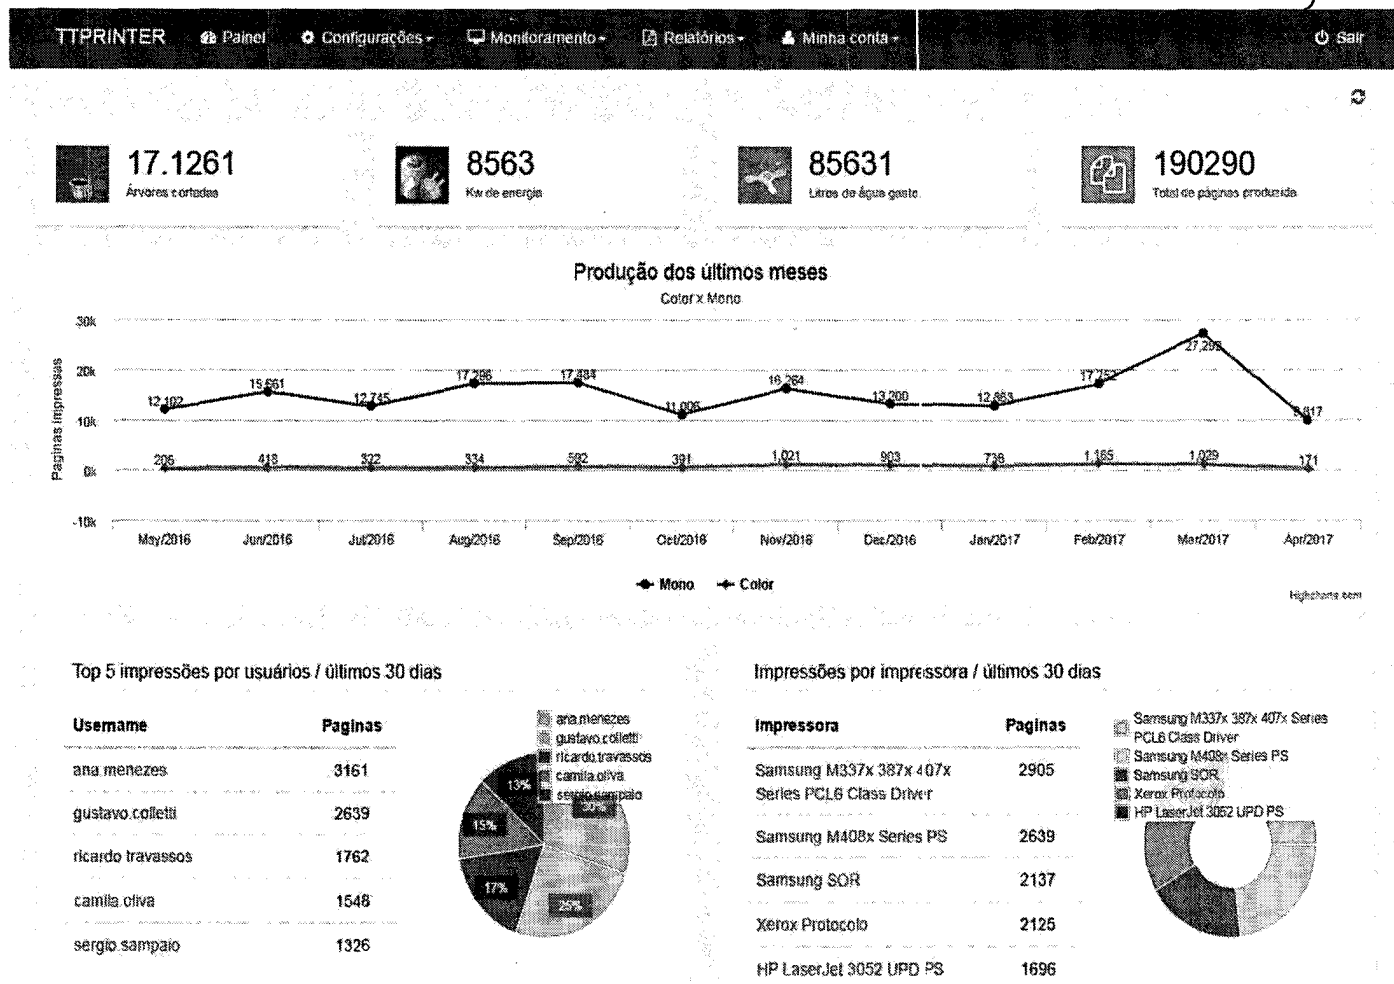 TTPRINTER Painel Configurações Monitoramento Relatórios Minha conta Sair
17.1261
Árvores cortadas
8563
Kw de energia
85631
Litros de água gasto.
190290
Total de páginas produzida
Produção dos últimos meses
Color x Mono
Paginas impressas
30k
20k
10k
0k
-10k
12,102 15,661 12,745 17,296 17,484 11,006 16,264 13,200 12,863 17,252
206 418 322 334 592 391 1,021 903 738 1,165 1,029 171
May/2016 Jun/2016 Jul/2016 Aug/2016 Sep/2016 Oct/2016 Nov/2016 Dec/2016 Jan/2017 Feb/2017 Mar/2017 Apr/2017
Mono Color
Highcharts.com
Top 5 impressões por usuários / últimos 30 dias
Username Paginas
ana.menezes 3161
gustavo.colletti 2639
ricardo.travassos 1762
camila.oliva 1548
sergio.sampaio 1326
ana.menezes
gustavo.colletti
ricardo.travassos
camila.oliva
sergio.sampaio
13%
15%
17%
25%
Impressões por impressora / últimos 30 dias
Impressora Paginas
Samsung M337x 387x 407x
Series PCL6 Class Driver 2905
Samsung M408x Series PS 2639
Samsung SOR 2137
Xerox Protocolo 2125
HP LaserJet 3052 UPD PS 1696
Samsung M337x 387x 407x Series
PCL6 Class Driver
Samsung M408x Series PS
Samsung SOR
Xerox Protocolo
HP LaserJet 3052 UPD PS